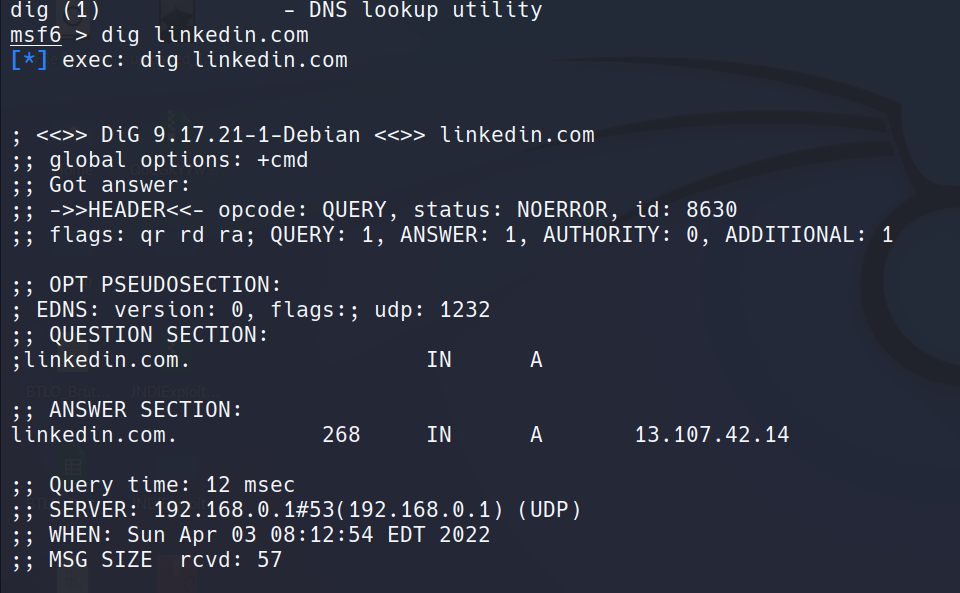 dig (1)              - DNS lookup utility
msf6 > dig linkedin.com
[*] exec: dig linkedin.com
; <<>> DiG 9.17.21-1-Debian <<>> linkedin.com
;; global options: +cmd
;; Got answer:
;; ->>HEADER<<- opcode: QUERY, status: NOERROR, id: 8630
;; flags: qr rd ra; QUERY: 1, ANSWER: 1, AUTHORITY: 0, ADDITIONAL: 1
;; OPT PSEUDOSECTION:
; EDNS: version: 0, flags:; udp: 1232
;; QUESTION SECTION:
;linkedin.com.                  IN      A
;; ANSWER SECTION:
linkedin.com.           268     IN      A       13.107.42.14
;; Query time: 12 msec
;; SERVER: 192.168.0.1#53(192.168.0.1) (UDP)
;; WHEN: Sun Apr 03 08:12:54 EDT 2022
;; MSG SIZE  rcvd: 57